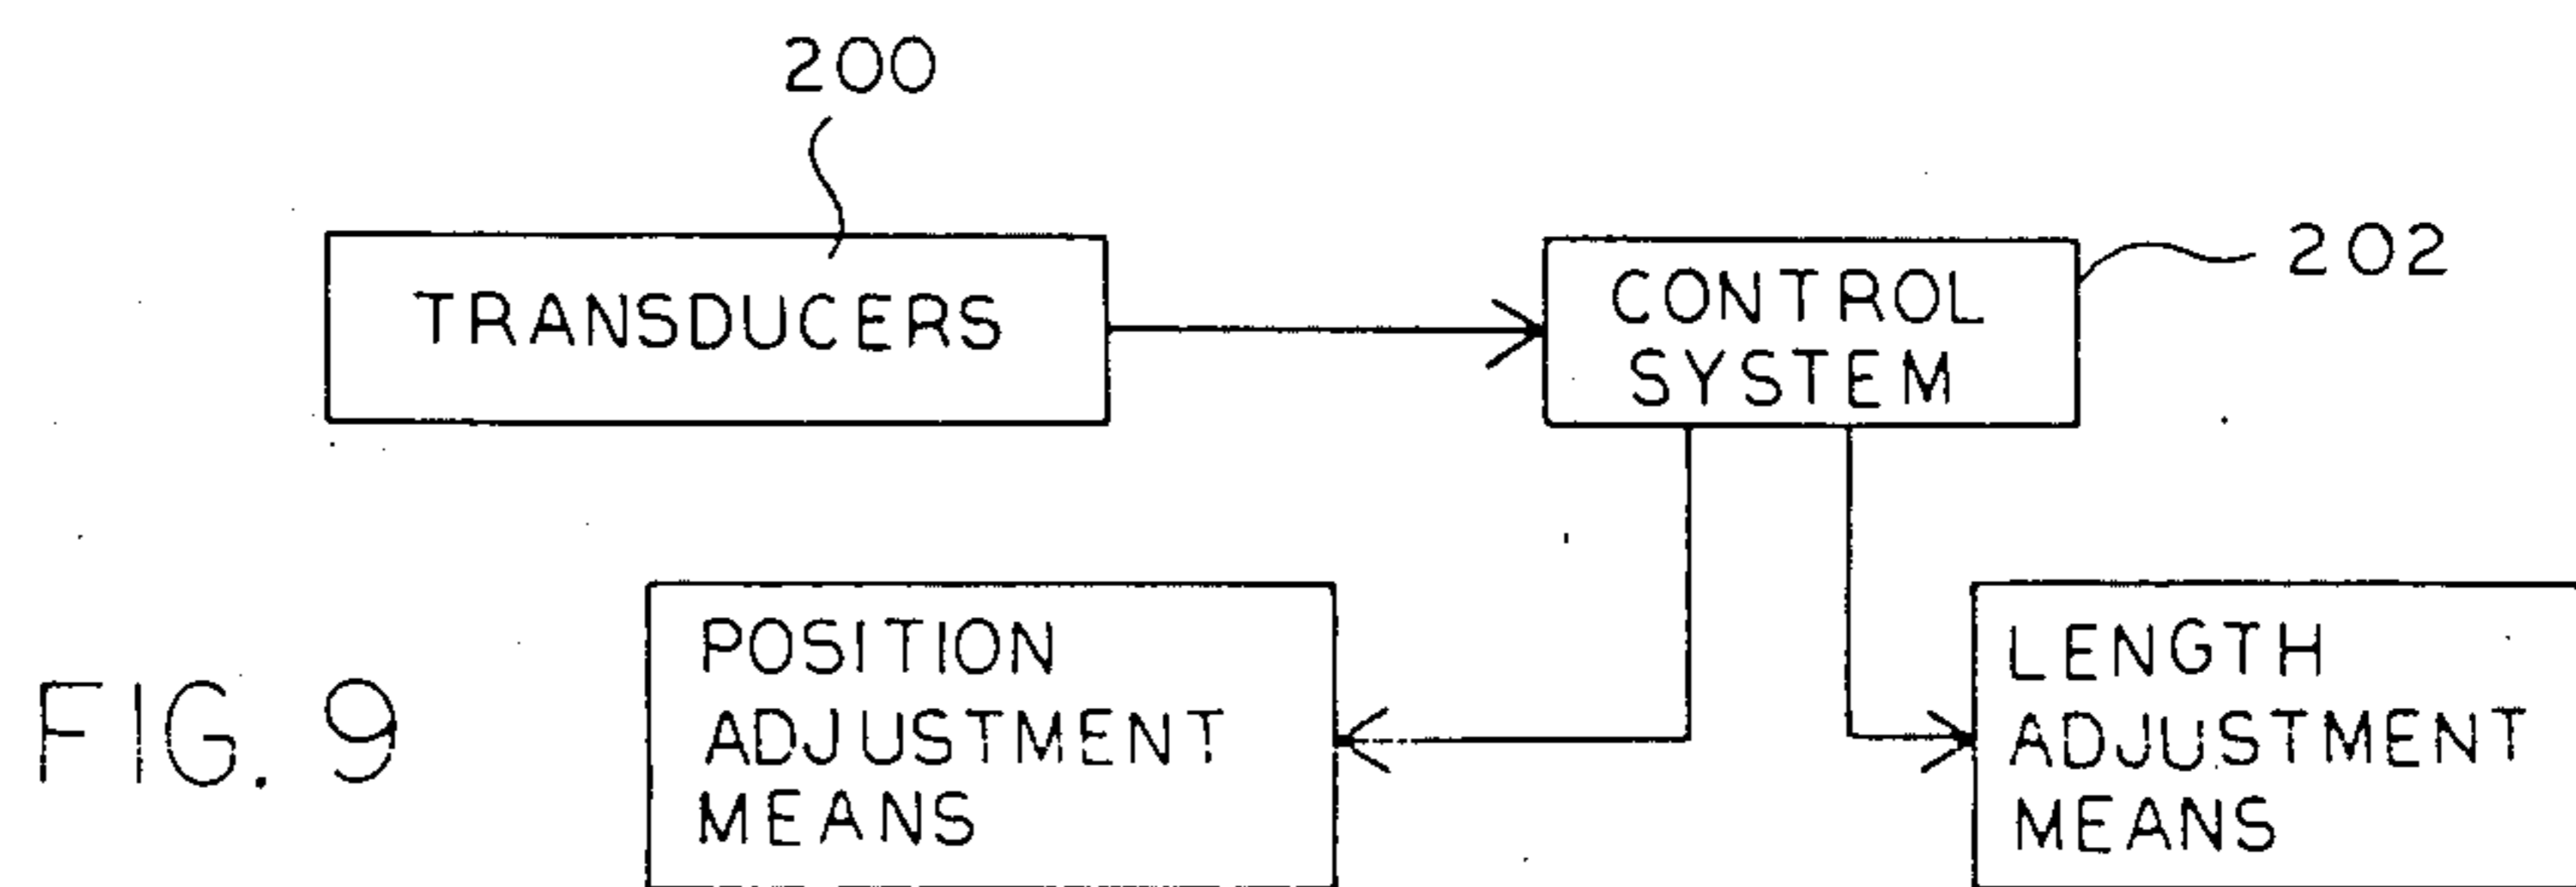 200
TRANSDUCERS
CONTROL
SYSTEM
202
POSITION
ADJUSTMENT
MEANS
LENGTH
ADJUSTMENT
MEANS
FIG. 9